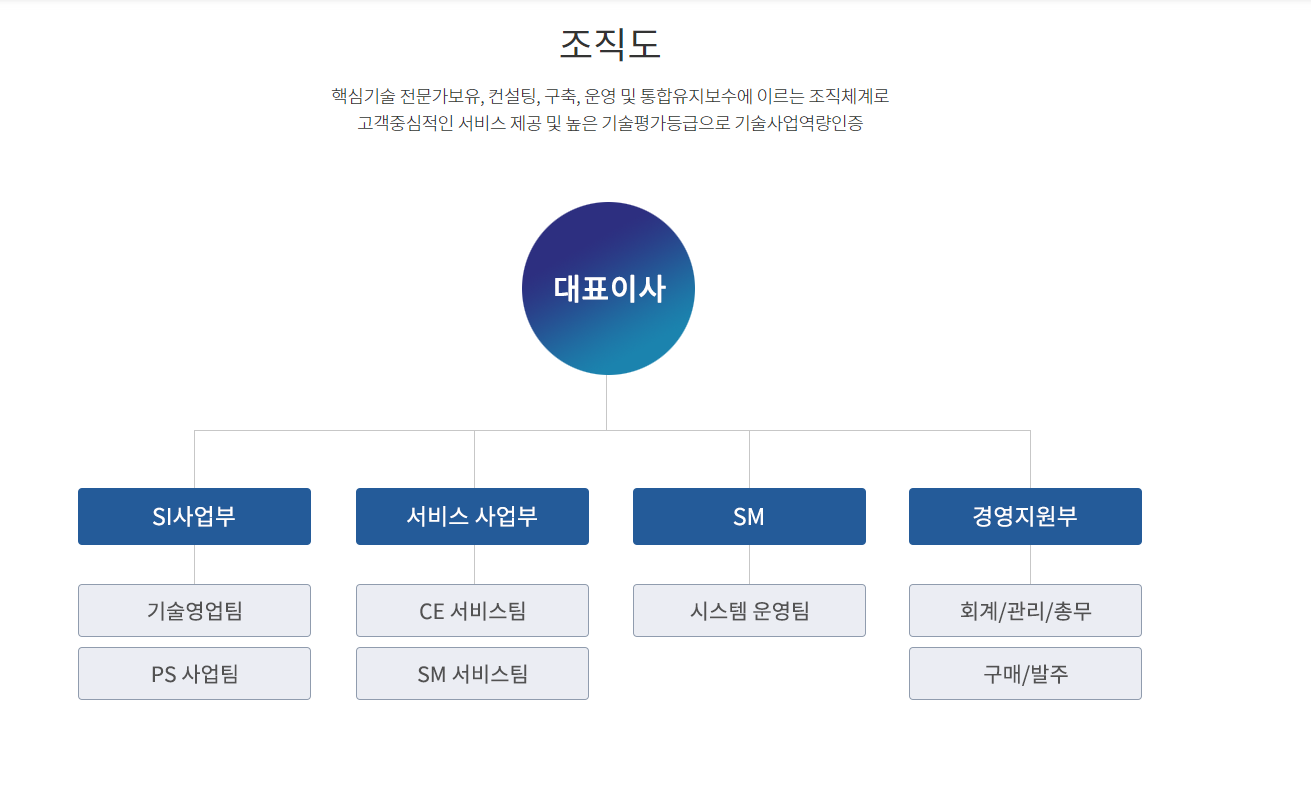 조직도
핵심기술 전문가보유, 컨설팅, 구축, 운영 및 통합유지보수에 이르는 조직체계로
고객중심적인 서비스 제공 및 높은 기술평가등급으로 기술사업역량인증
대표이사
SI사업부
서비스 사업부
SM
경영지원부
기술영업팀
CE 서비스팀
시스템 운영팀
회계/관리/총무
PS 사업팀
SM 서비스팀
구매/발주